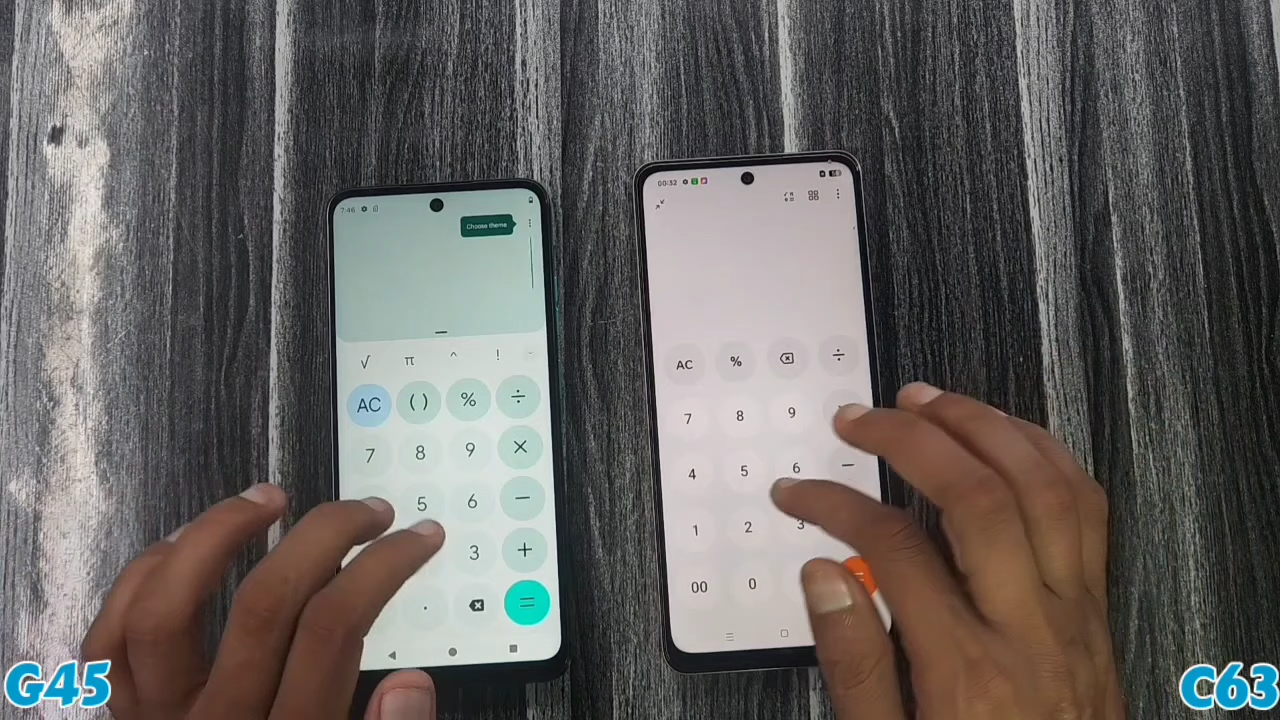 7:46
Choose theme
√ π ^ !
AC ( ) % ÷
7 8 9 ×
5 6 −
3 +
. =
00:32
AC % ÷
7 8 9
4 5 6 −
1 2 3
00 0 =
G45
C63